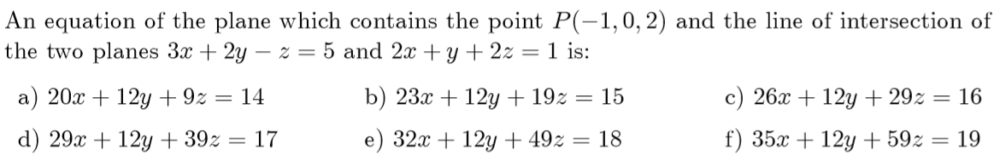 An equation of the plane which contains the point P(−1, 0, 2) and the line of intersection of
the two planes 3x + 2y − z = 5 and 2x + y + 2z = 1 is:
a) 20x + 12y + 9z = 14 b) 23x + 12y + 19z = 15 c) 26x + 12y + 29z = 16
d) 29x + 12y + 39z = 17 e) 32x + 12y + 49z = 18 f) 35x + 12y + 59z = 19